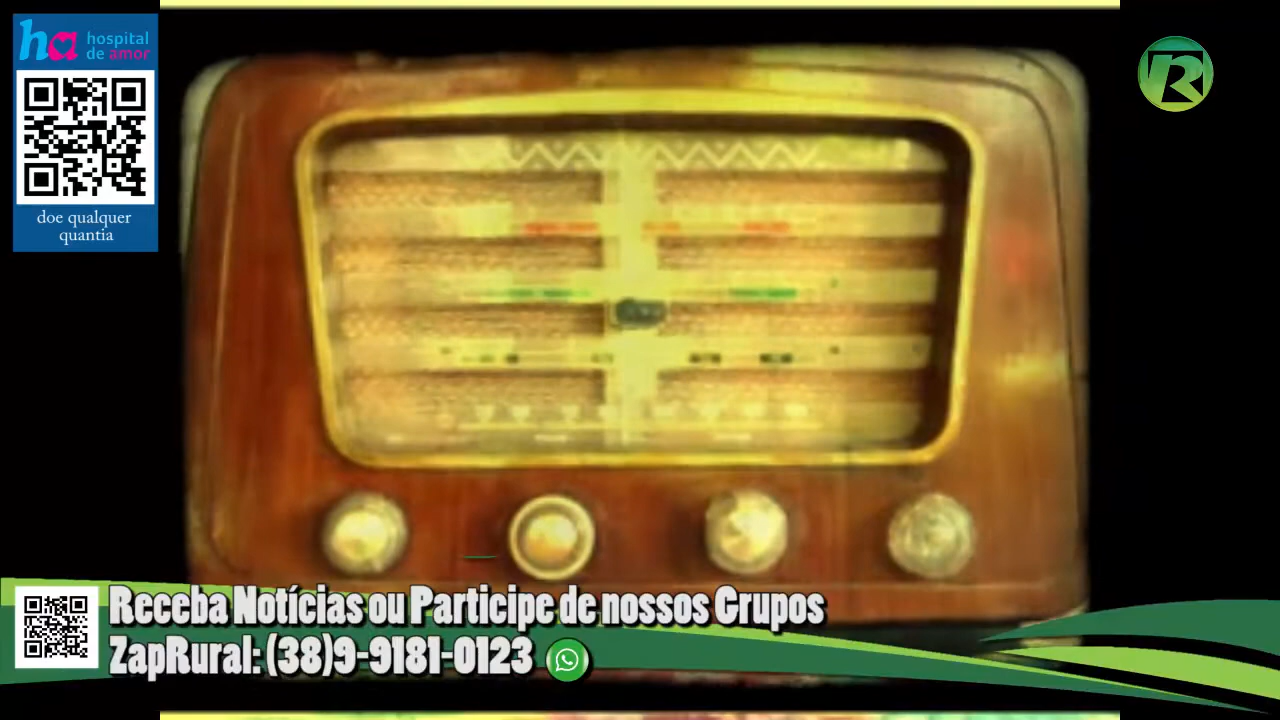 ha hospital
de amor
doe qualquer
quantia
R
Receba Notícias ou Participe de nossos Grupos
ZapRural: (38)9-9181-0123